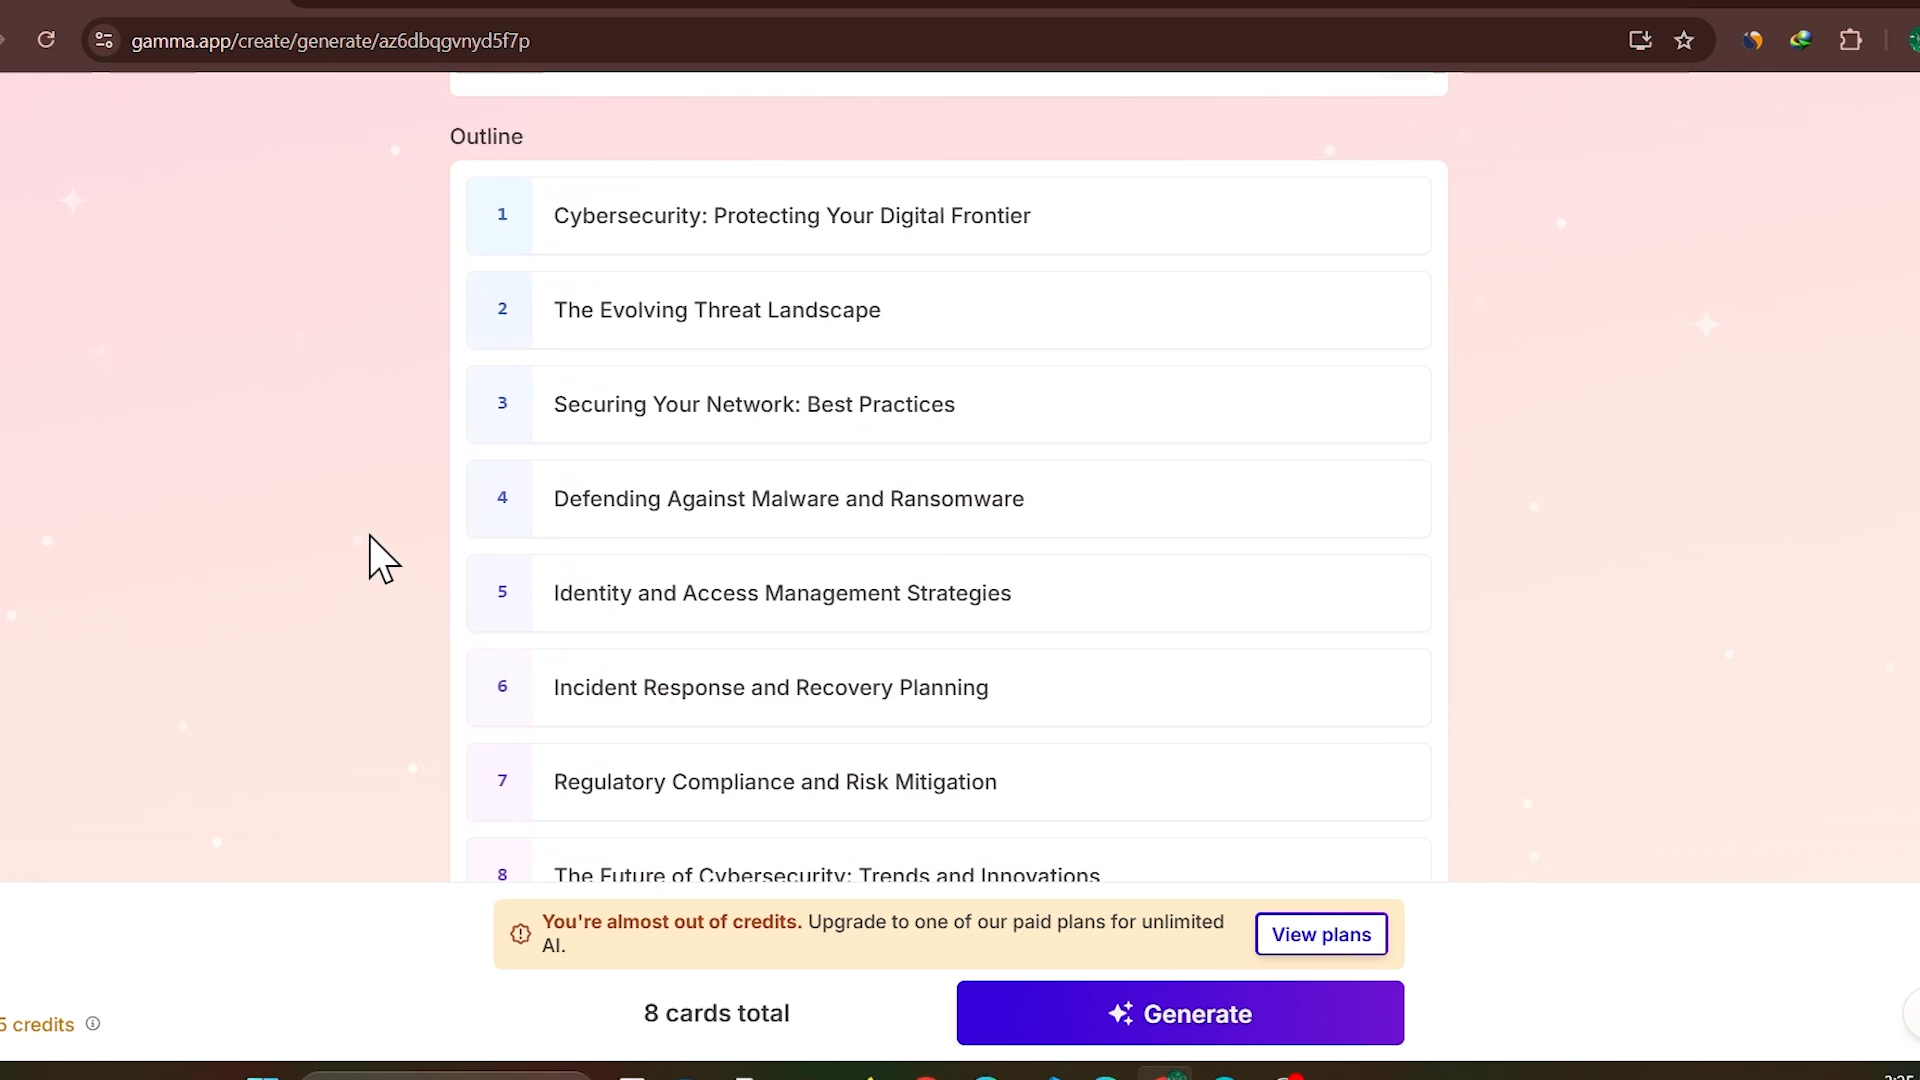 gamma.app/create/generate/az6dbqgvnyd5f7p
Outline
1 Cybersecurity: Protecting Your Digital Frontier
2 The Evolving Threat Landscape
3 Securing Your Network: Best Practices
4 Defending Against Malware and Ransomware
5 Identity and Access Management Strategies
6 Incident Response and Recovery Planning
7 Regulatory Compliance and Risk Mitigation
8 The Future of Cybersecurity: Trends and Innovations
You're almost out of credits. Upgrade to one of our paid plans for unlimited
AI.
View plans
8 cards total
Generate
5 credits